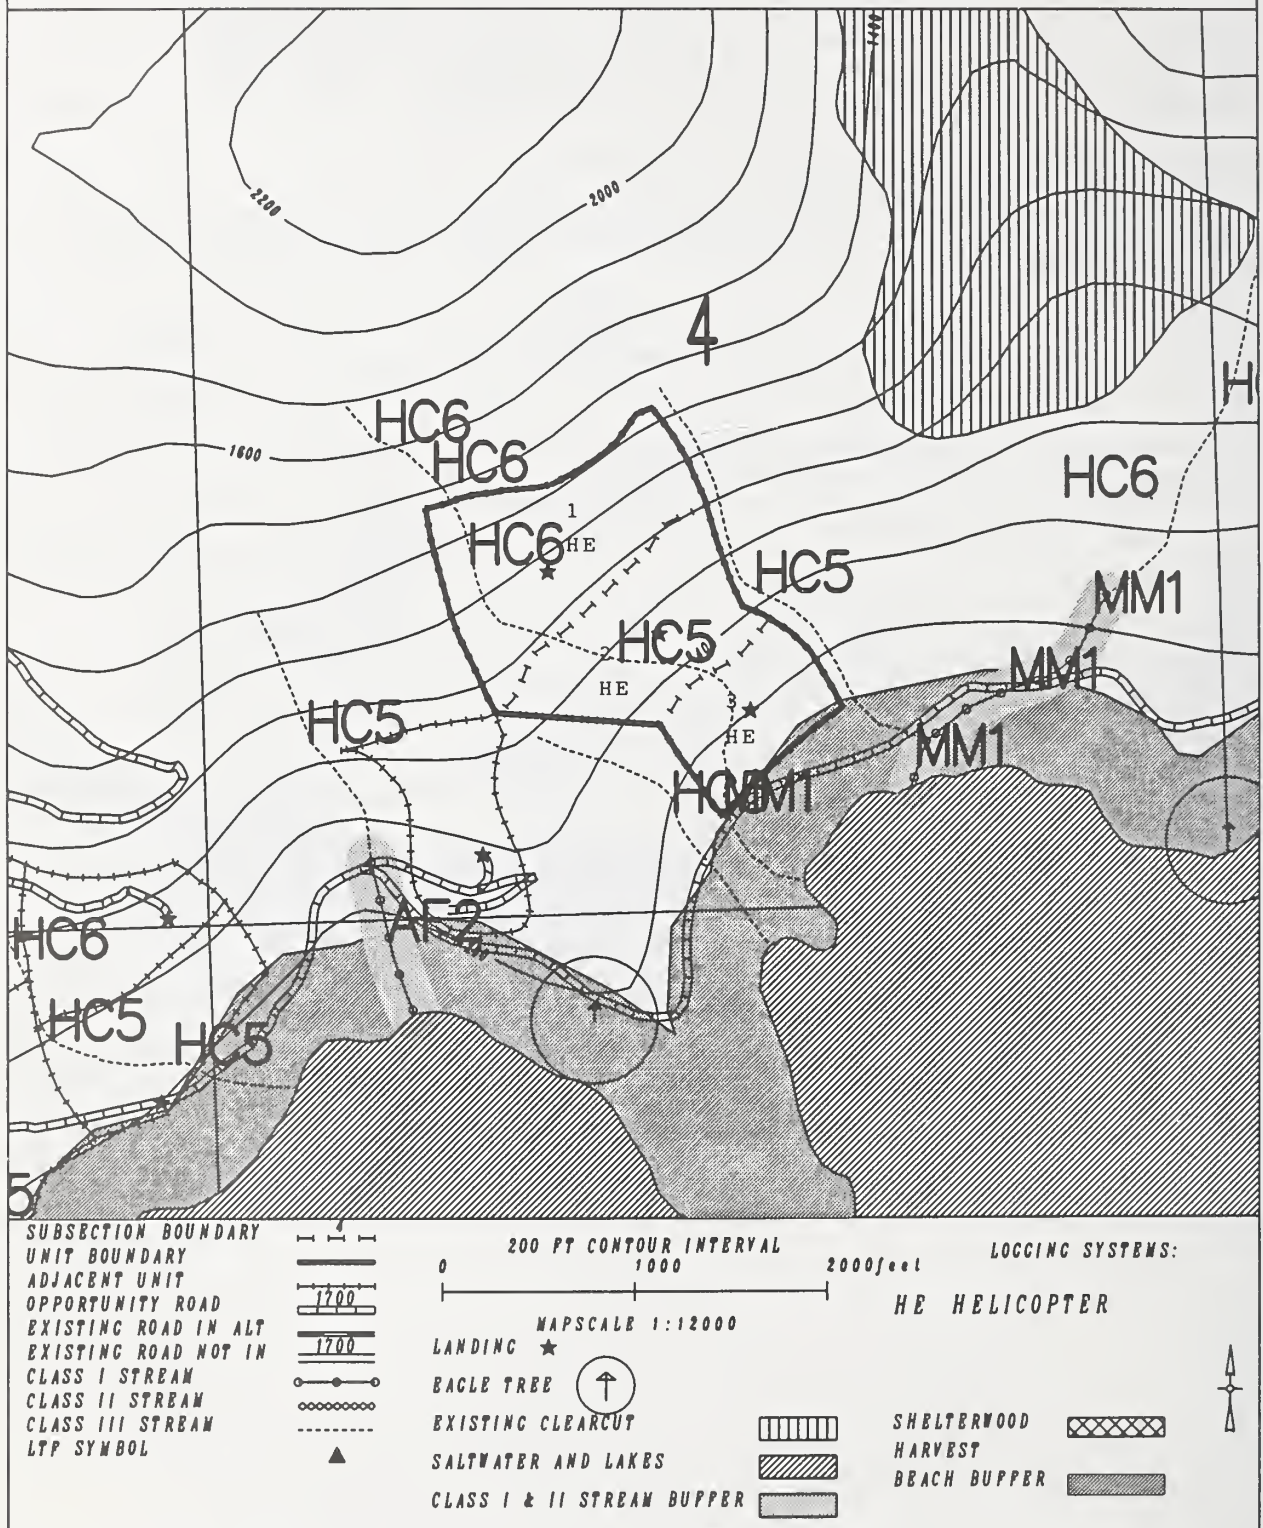 1400
2200
2000
4
H
HC6
HC6
1600
HC6
1
HC6
HE
HC5
MM1
HC5
2
MM1
HE
3
HC5
HE
MM1
HC5
MM1
AF2
HC6
HC5
HC5
5
SUBSECTION BOUNDARY
UNIT BOUNDARY
ADJACENT UNIT
OPPORTUNITY ROAD
1700
EXISTING ROAD IN ALT
EXISTING ROAD NOT IN
1700
CLASS I STREAM
CLASS II STREAM
CLASS III STREAM
LTF SYMBOL
200 FT CONTOUR INTERVAL
0 1000 2000feet
MAPSCALE 1:12000
LANDING
EAGLE TREE
EXISTING CLEARCUT
SALTWATER AND LAKES
CLASS I & II STREAM BUFFER
LOGGING SYSTEMS:
HE HELICOPTER
SHELTERWOOD
HARVEST
BEACH BUFFER